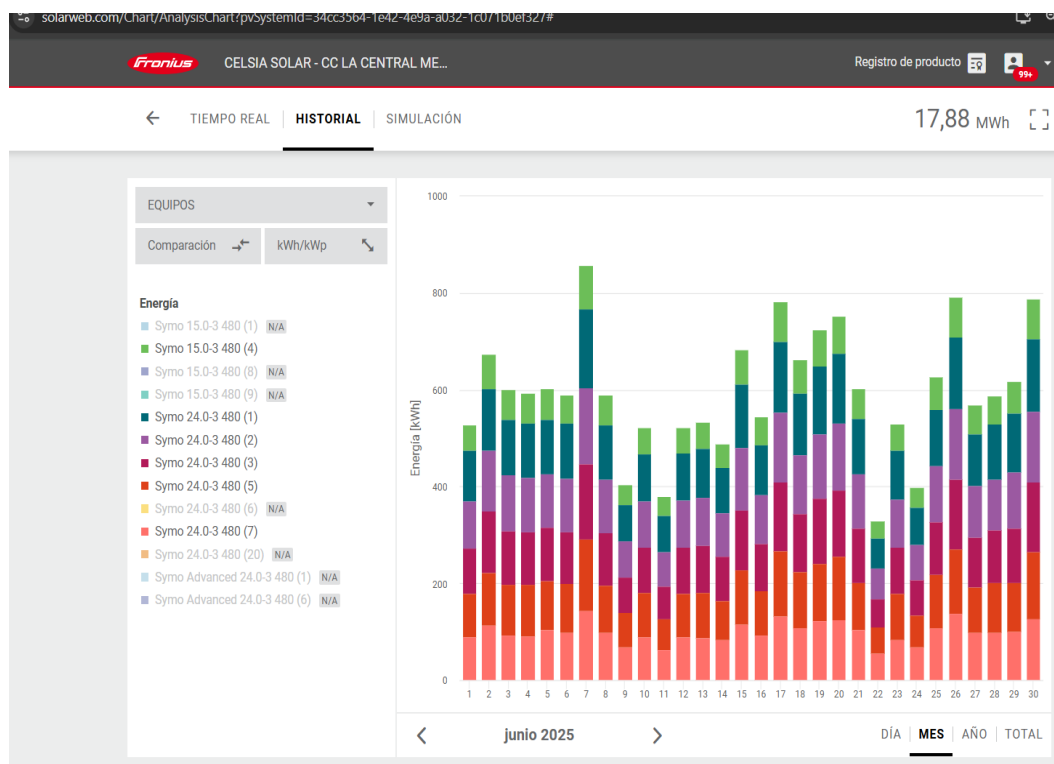 solarweb.com/Chart/AnalysisChart?pvSystemId=34cc3564-1e42-4e9a-a032-1c071b0ef327#
Fronius CELSIA SOLAR - CC LA CENTRAL ME... Registro de producto 99+
TIEMPO REAL HISTORIAL SIMULACIÓN 17,88 MWh
EQUIPOS
Comparación kWh/kWp
Energía
Symo 15.0-3 480 (1) N/A
Symo 15.0-3 480 (4)
Symo 15.0-3 480 (8) N/A
Symo 15.0-3 480 (9) N/A
Symo 24.0-3 480 (1)
Symo 24.0-3 480 (2)
Symo 24.0-3 480 (3)
Symo 24.0-3 480 (5)
Symo 24.0-3 480 (6) N/A
Symo 24.0-3 480 (7)
Symo 24.0-3 480 (20) N/A
Symo Advanced 24.0-3 480 (1) N/A
Symo Advanced 24.0-3 480 (6) N/A
Energía [kWh]
1000
800
600
400
200
0
1 2 3 4 5 6 7 8 9 10 11 12 13 14 15 16 17 18 19 20 21 22 23 24 25 26 27 28 29 30
junio 2025
DÍA MES AÑO TOTAL